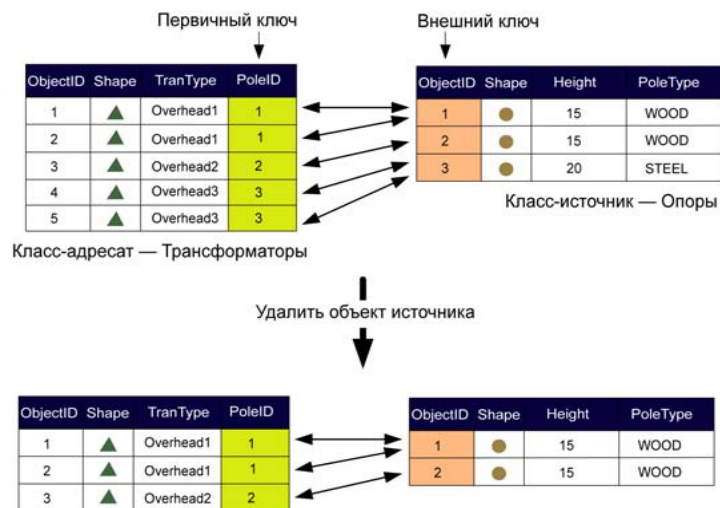 Первичный ключ
Внешний ключ
ObjectID Shape TranType PoleID
1 Overhead1 1
2 Overhead1 1
3 Overhead2 2
4 Overhead3 3
5 Overhead3 3
ObjectID Shape Height PoleType
1 15 WOOD
2 15 WOOD
3 20 STEEL
Класс-источник — Опоры
Класс-адресат — Трансформаторы
Удалить объект источника
ObjectID Shape TranType PoleID
1 Overhead1 1
2 Overhead1 1
3 Overhead2 2
ObjectID Shape Height PoleType
1 15 WOOD
2 15 WOOD